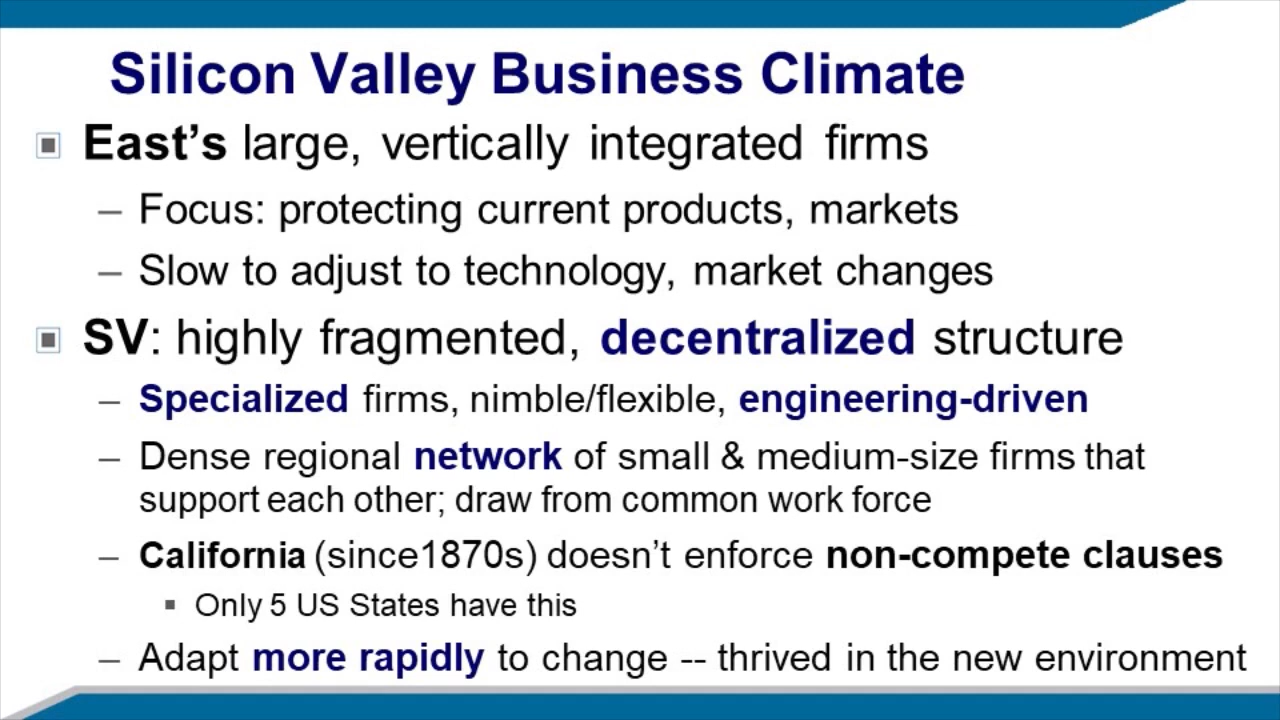 Silicon Valley Business Climate
East’s large, vertically integrated firms
– Focus: protecting current products, markets
– Slow to adjust to technology, market changes
SV: highly fragmented, decentralized structure
– Specialized firms, nimble/flexible, engineering-driven
– Dense regional network of small & medium-size firms that
support each other; draw from common work force
– California (since1870s) doesn’t enforce non-compete clauses
▪ Only 5 US States have this
– Adapt more rapidly to change -- thrived in the new environment